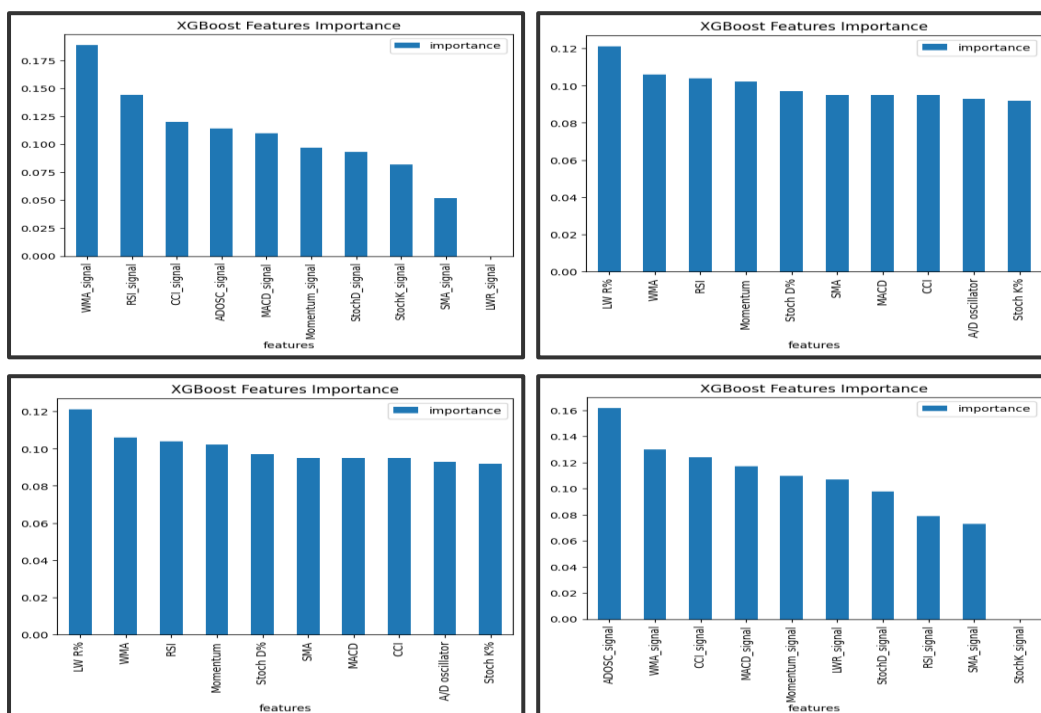 XGBoost Features Importance
importance
0.175
0.150
0.125
0.100
0.075
0.050
0.025
0.000
WMA_signal
RSI_signal
CCI_signal
ADOSC_signal
MACD_signal
Momentum_signal
StochD_signal
StochK_signal
SMA_signal
LWR_signal
features
XGBoost Features Importance
importance
0.12
0.10
0.08
0.06
0.04
0.02
0.00
LW R%
WMA
RSI
Momentum
Stoch D%
SMA
MACD
CCI
A/D oscillator
Stoch K%
features
XGBoost Features Importance
importance
0.12
0.10
0.08
0.06
0.04
0.02
0.00
LW R%
WMA
RSI
Momentum
Stoch D%
SMA
MACD
CCI
A/D oscillator
Stoch K%
features
XGBoost Features Importance
importance
0.16
0.14
0.12
0.10
0.08
0.06
0.04
0.02
0.00
ADOSC_signal
WMA_signal
CCI_signal
MACD_signal
Momentum_signal
LWR_signal
StochD_signal
RSI_signal
SMA_signal
StochK_signal
features